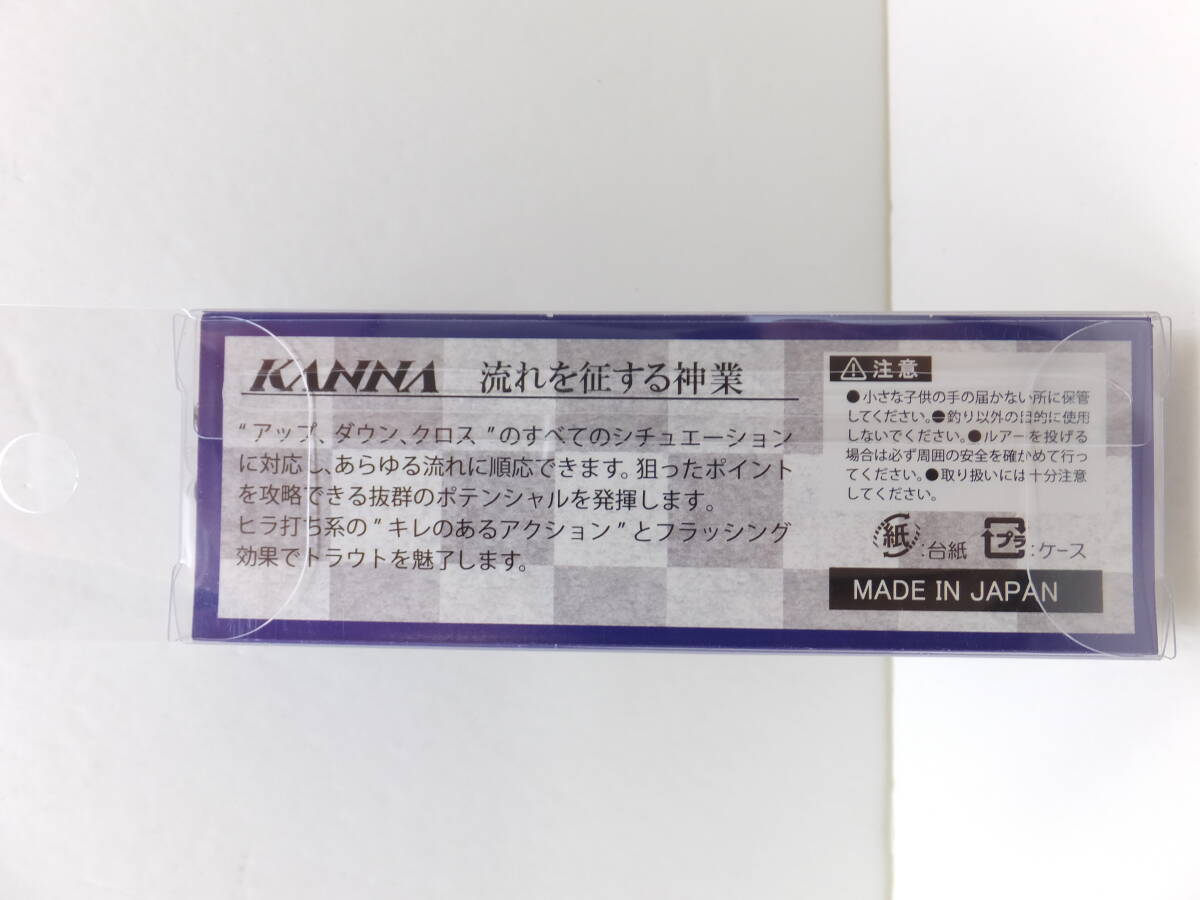 KANNA 流れを征する神業
“アップ、ダウン、クロス”のすべてのシチュエーション
に対応し、あらゆる流れに順応できます。狙ったポイント
を攻略できる抜群のポテンシャルを発揮します。
ヒラ打ち系の“キレのあるアクション”とフラッシング
効果でトラウトを魅了します。
注意
●小さな子供の手の届かない所に保管
してください。●釣り以外の目的に使用
しないでください。●ルアーを投げる
場合は必ず周囲の安全を確かめて行っ
てください。●取り扱いには十分注意
してください。
紙:台紙 プラ:ケース
MADE IN JAPAN